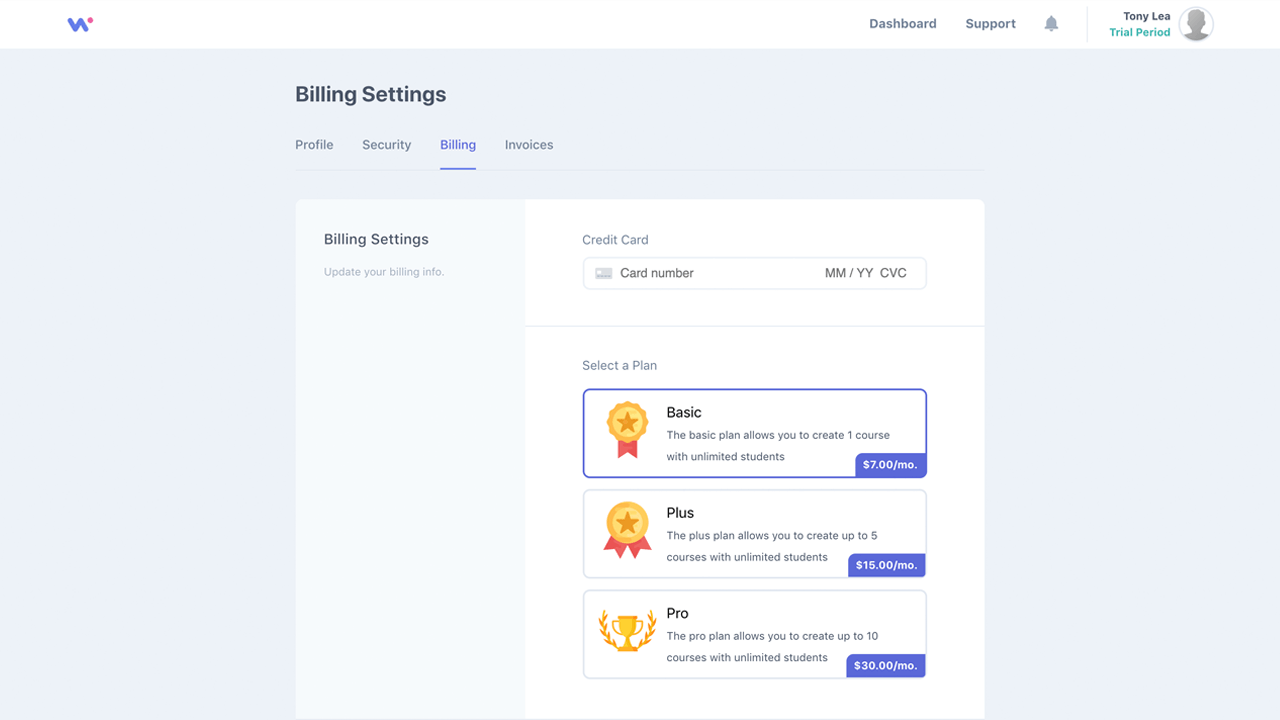 Dashboard Support
Tony Lea
Trial Period
Billing Settings
Profile Security Billing Invoices
Billing Settings
Update your billing info.
Credit Card
Card number MM / YY CVC
Select a Plan
Basic
The basic plan allows you to create 1 course
with unlimited students
$7.00/mo.
Plus
The plus plan allows you to create up to 5
courses with unlimited students
$15.00/mo.
Pro
The pro plan allows you to create up to 10
courses with unlimited students
$30.00/mo.